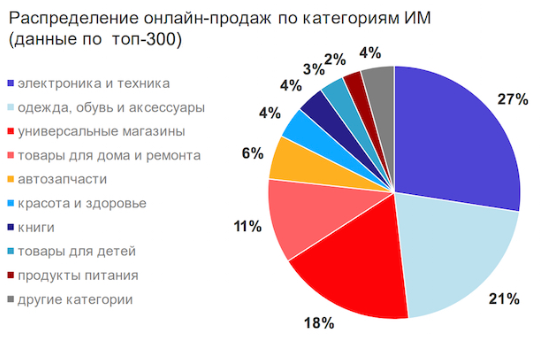 Распределение онлайн-продаж по категориям ИМ
(данные по топ-300)
электроника и техника
одежда, обувь и аксессуары
универсальные магазины
товары для дома и ремонта
автозапчасти
красота и здоровье
книги
товары для детей
продукты питания
другие категории
27%
21%
18%
11%
6%
4%
4%
3%
2%
4%